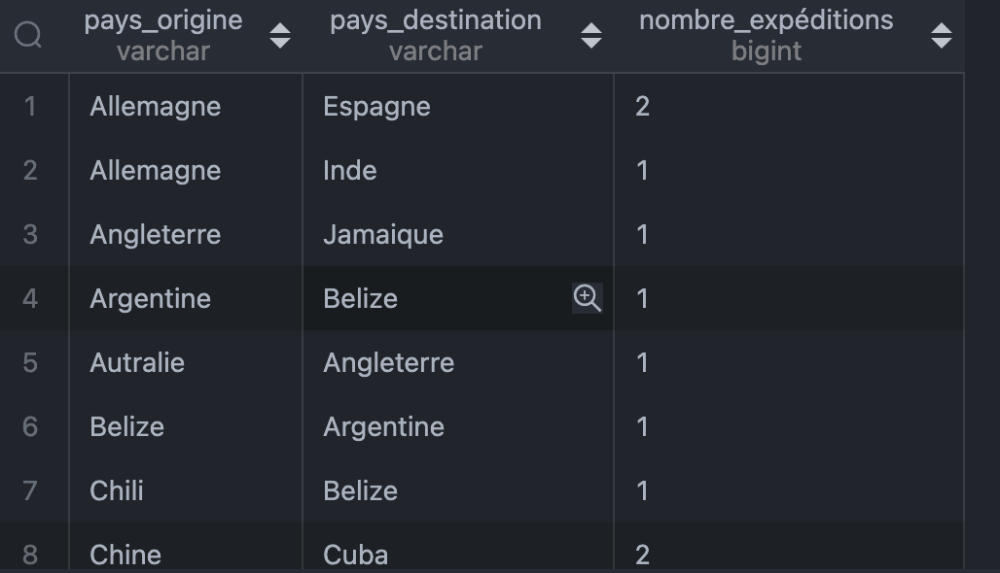 pays_origine pays_destination nombre_expéditions
varchar varchar bigint
1 Allemagne Espagne 2
2 Allemagne Inde 1
3 Angleterre Jamaique 1
4 Argentine Belize 1
5 Autralie Angleterre 1
6 Belize Argentine 1
7 Chili Belize 1
8 Chine Cuba 2